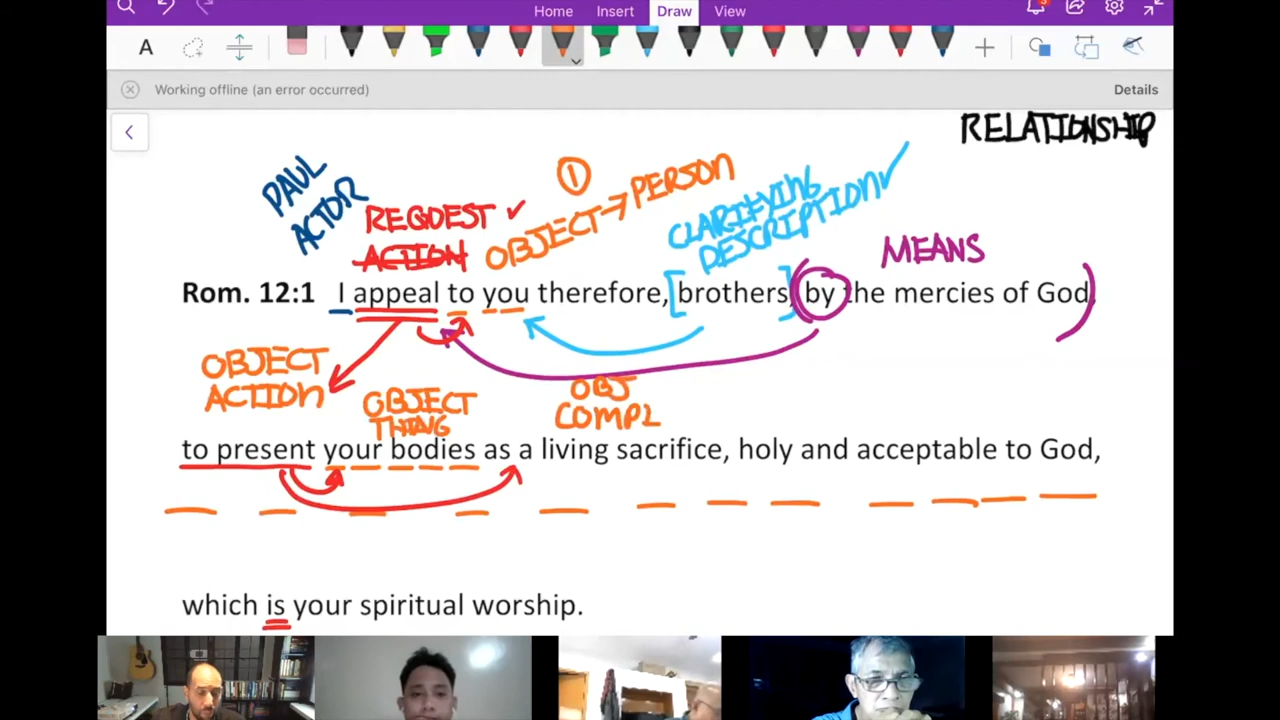 Home Insert Draw View
A
Working offline (an error occurred) Details
RELATIONSHIP
PAUL
ACTOR
REQUEST ✓
ACTION
①
OBJECT → PERSON
CLARIFYING
DESCRIPTION ✓
MEANS
Rom. 12:1 I appeal to you therefore, [brothers,] (by the mercies of God,)
OBJECT
ACTION
OBJECT
THING
OBJ
COMPL
to present your bodies as a living sacrifice, holy and acceptable to God,
which is your spiritual worship.